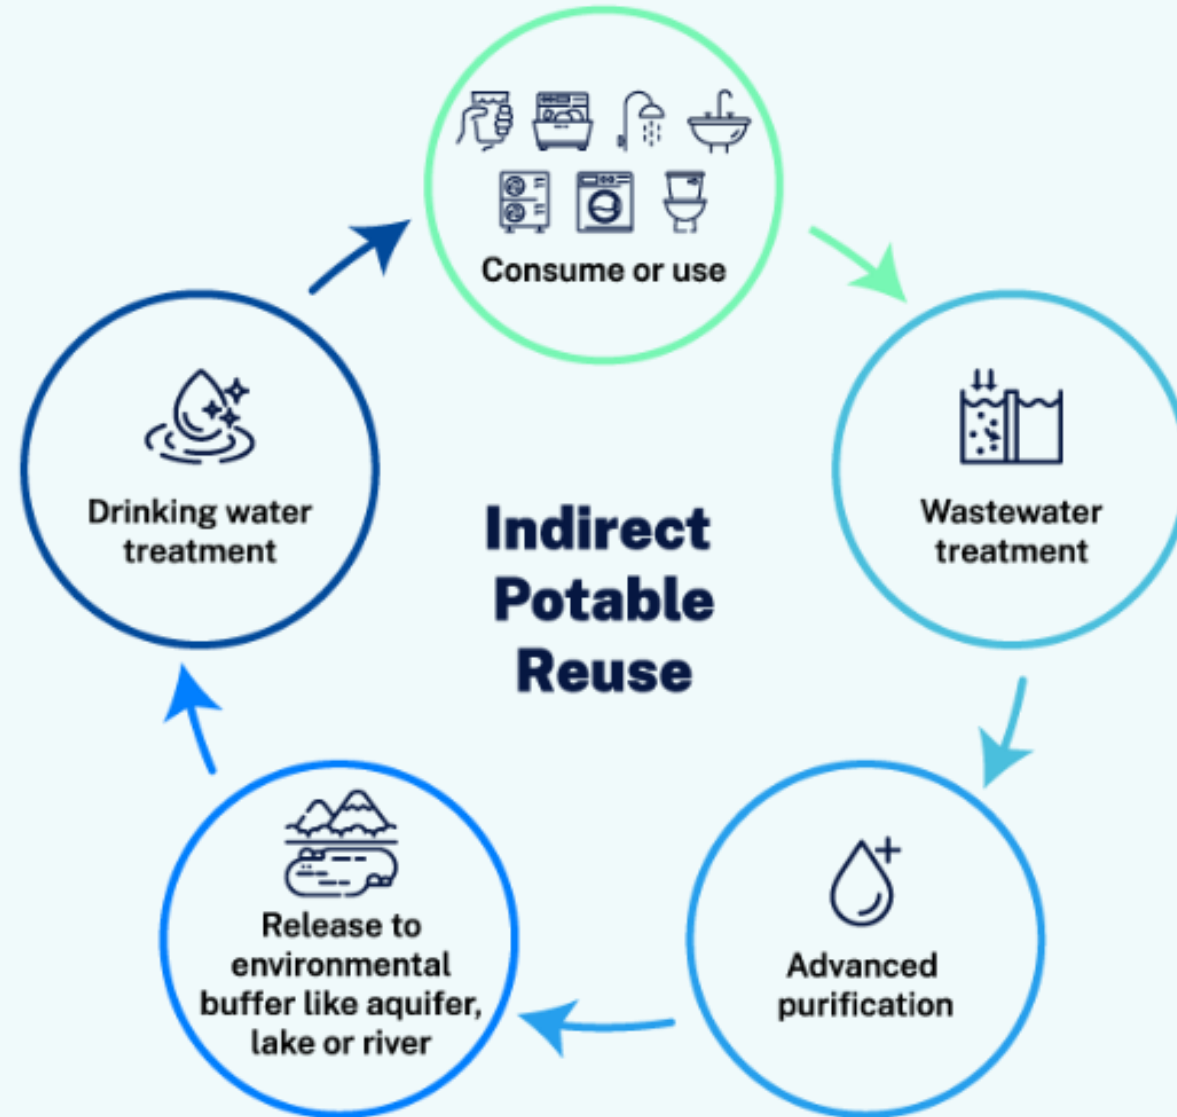 Consume or use
Wastewater
treatment
Advanced
purification
Release to
environmental
buffer like aquifer,
lake or river
Drinking water
treatment
Indirect
Potable
Reuse